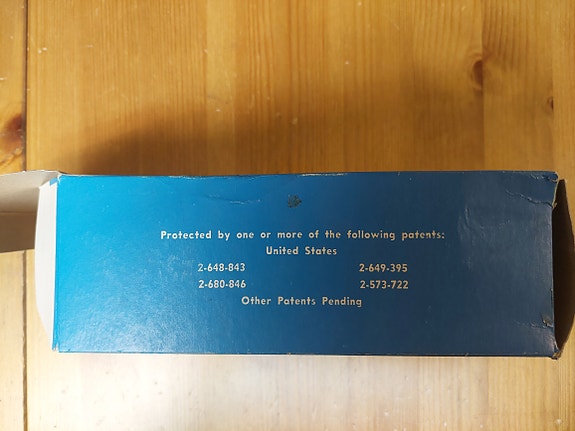 Protected by one or more of the following patents:
United States
2-648-843 2-649-395
2-680-846 2-573-722
Other Patents Pending